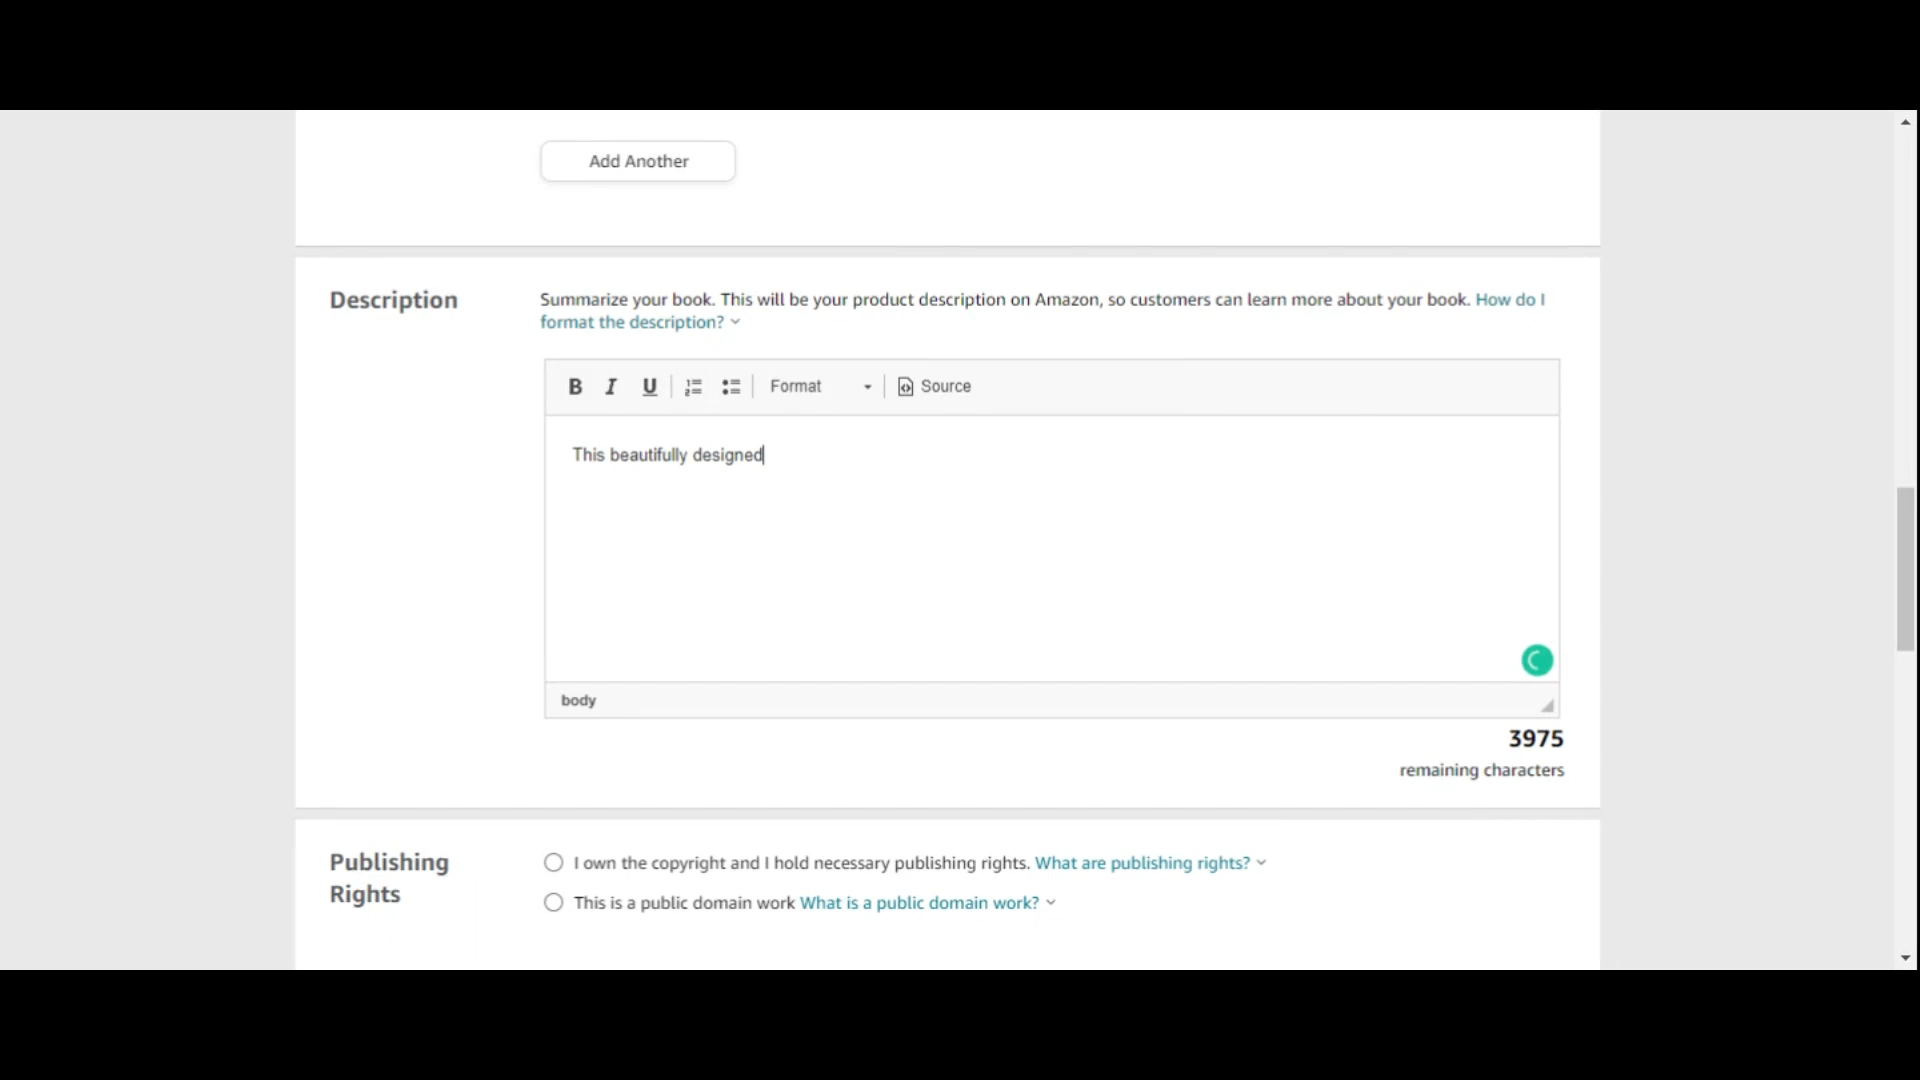 Add Another
Description
Summarize your book. This will be your product description on Amazon, so customers can learn more about your book. How do I
format the description?
B I U Format Source
This beautifully designed
body
3975
remaining characters
Publishing
Rights
I own the copyright and I hold necessary publishing rights. What are publishing rights?
This is a public domain work What is a public domain work?